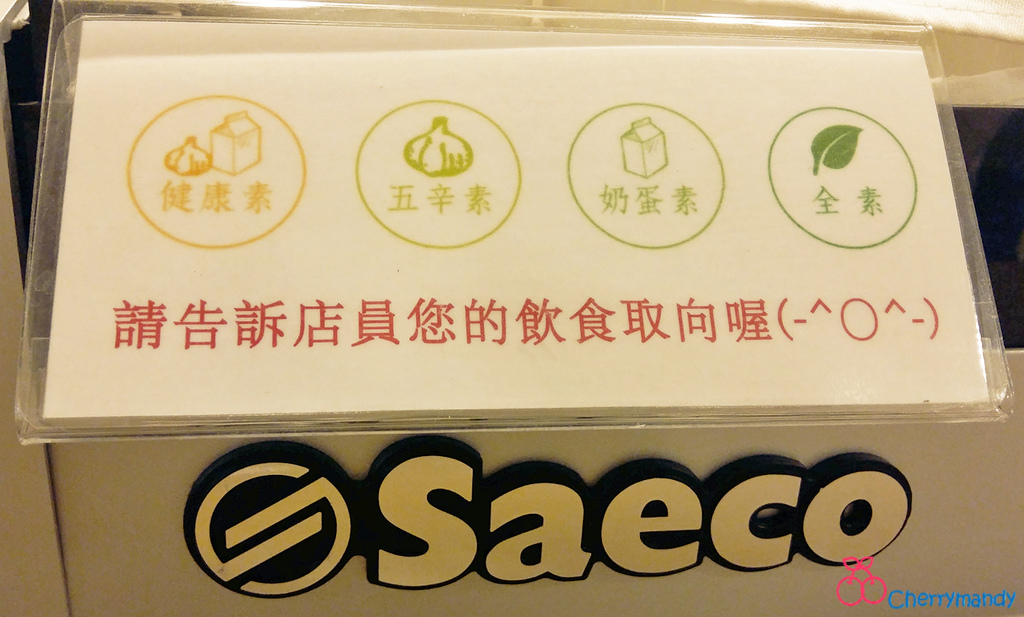 健康素 五辛素 奶蛋素 全素
請告訴店員您的飲食取向喔(-^〇^-)
Saeco
Cherrymandy